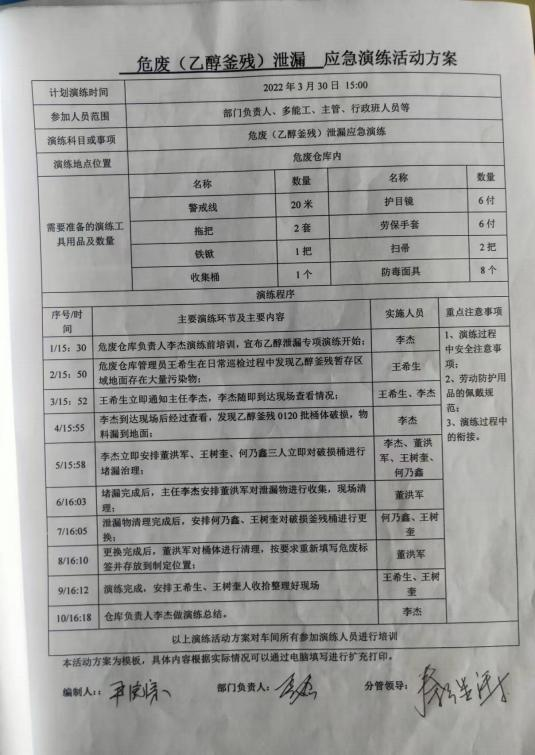 危废（乙醇釜残）泄漏 应急演练活动方案
计划演练时间 2022 年 3 月 30 日 15:00
参加人员范围 部门负责人、多能工、主管、行政班人员等
演练科目或事项 危废（乙醇釜残）泄漏应急演练
演练地点位置 危废仓库内
需要准备的演练工具用品及数量
名称 数量 名称 数量
警戒线 20 米 护目镜 6 付
拖把 2 套 劳保手套 6 付
铁锨 1 把 扫帚 2 把
收集桶 1 个 防毒面具 8 个
演练程序
序号/时间 主要演练环节及主要内容 实施人员 重点注意事项
1/15：30 危废仓库负责人李杰演练前培训，宣布乙醇泄漏专项演练开始； 李杰
2/15：50 危废仓库管理员王希生在日常巡检过程中发现乙醇釜残暂存区
域地面存在大量污染物； 王希生
3/15：52 王希生立即通知主任李杰，李杰随即到达现场查看情况； 王希生、李杰
4/15:55 李杰到达现场后经过查看，发现乙醇釜残 0120 批桶体破损，物
料漏到地面； 李杰
5/15:58 李杰立即安排董洪军、王树奎、何乃鑫三人立即对破损桶进行
堵漏治理； 李杰、董洪军、王树奎、何乃鑫
6/16:03 堵漏完成后，主任李杰安排董洪军对泄漏物进行收集，现场清
理； 董洪军
7/16:05 泄漏物清理完成后，安排何乃鑫、王树奎对破损釜残桶进行更
换； 何乃鑫、王树奎
8/16:10 更换完成后，董洪军对桶体进行清理，按要求重新填写危废标
签并存放到制定位置； 董洪军
9/16:12 演练完成，安排王希生、王树奎人收拾整理好现场 王希生、王树奎
10/16:18 仓库负责人李杰做演练总结。 李杰
1、演练过程
中安全注意事
项；
2、劳动防护用
品的佩戴规
范；
3、演练过程中
的衔接。
以上演练活动方案对车间所有参加演练人员进行培训
本活动方案为模板，具体内容根据实际情况可以通过电脑填写进行扩充打印。
编制人：： 部门负责人： 分管领导：